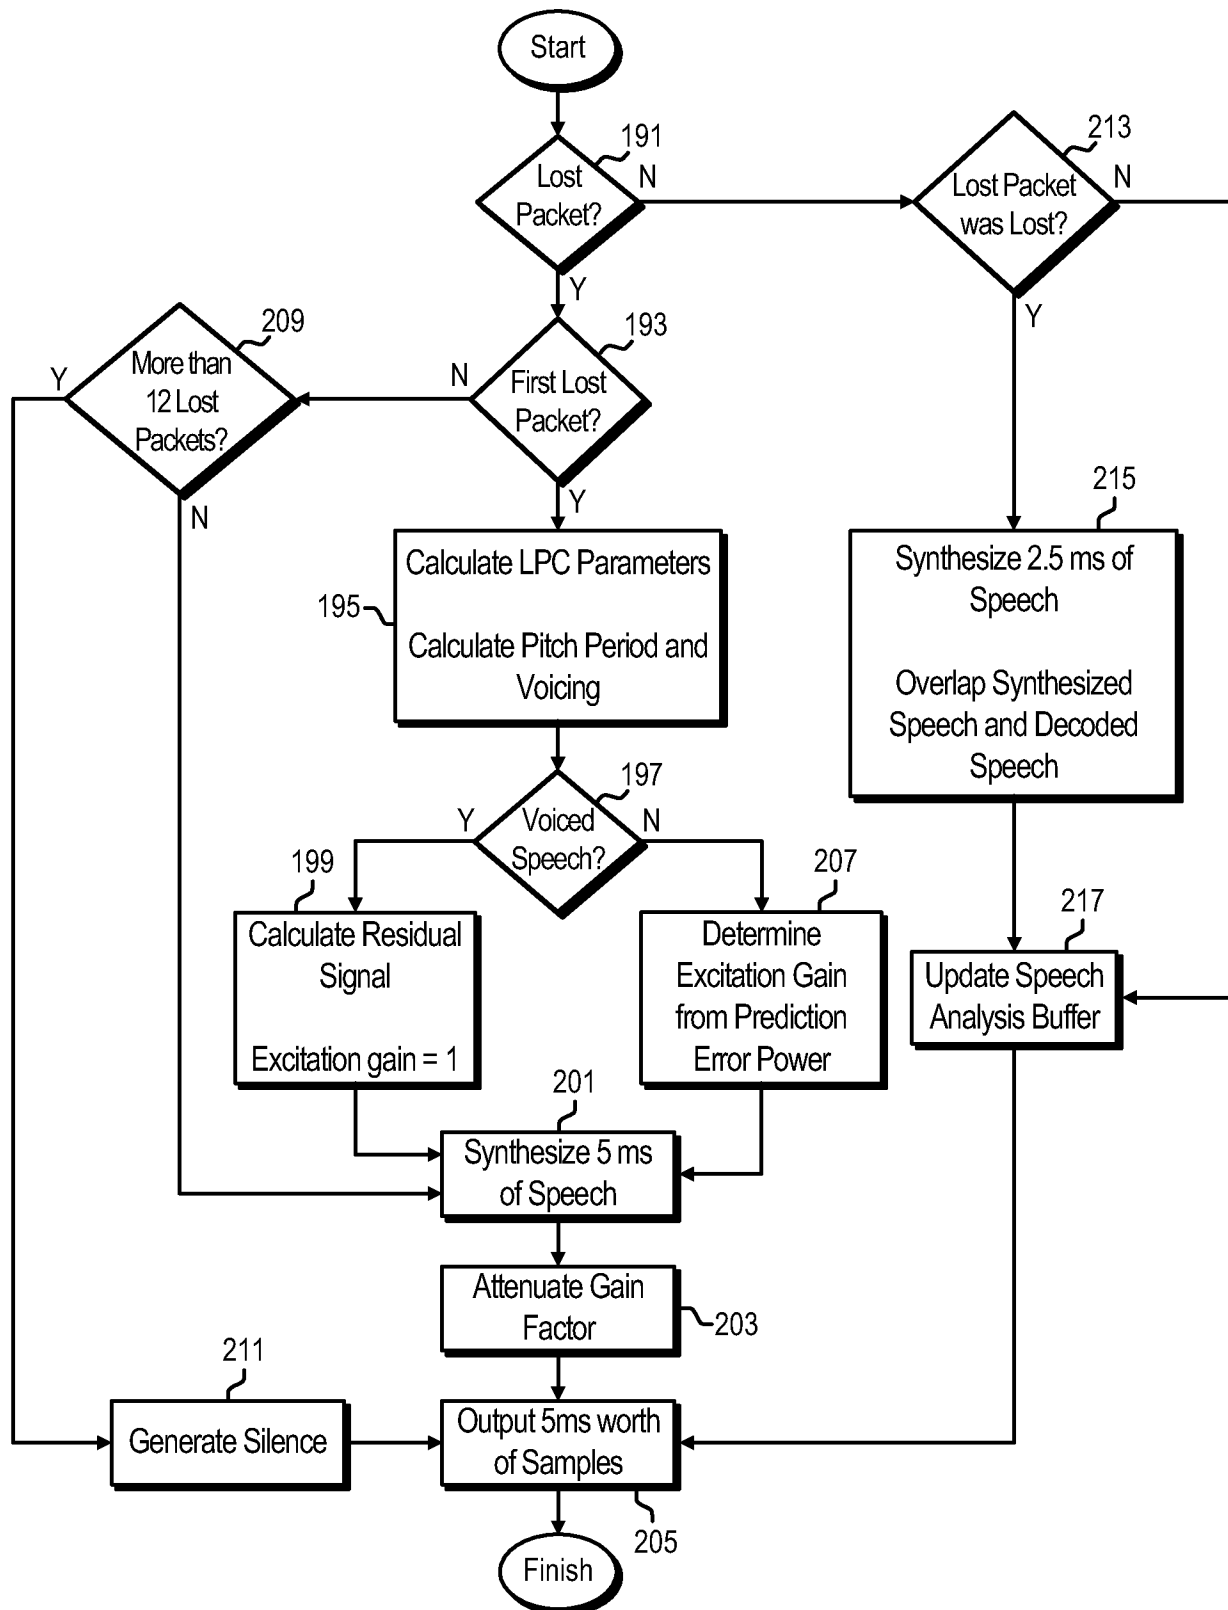 Start
191
Lost
Packet?
N
Y
213
Lost Packet
was Lost?
N
Y
209
More than
12 Lost
Packets?
Y
N
193
First Lost
Packet?
N
Y
Calculate LPC Parameters
Calculate Pitch Period and
Voicing
195
215
Synthesize 2.5 ms of
Speech
Overlap Synthesized
Speech and Decoded
Speech
197
Voiced
Speech?
Y
N
199
Calculate Residual
Signal
Excitation gain = 1
207
Determine
Excitation Gain
from Prediction
Error Power
217
Update Speech
Analysis Buffer
201
Synthesize 5 ms
of Speech
Attenuate Gain
Factor
203
211
Generate Silence
Output 5ms worth
of Samples
205
Finish